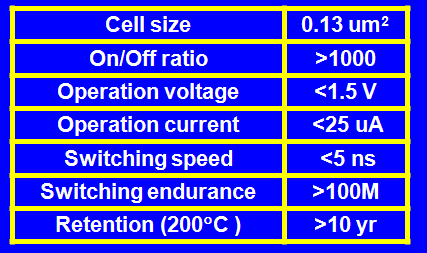 Cell size 0.13 um²
On/Off ratio >1000
Operation voltage <1.5 V
Operation current <25 uA
Switching speed <5 ns
Switching endurance >100M
Retention (200°C ) >10 yr